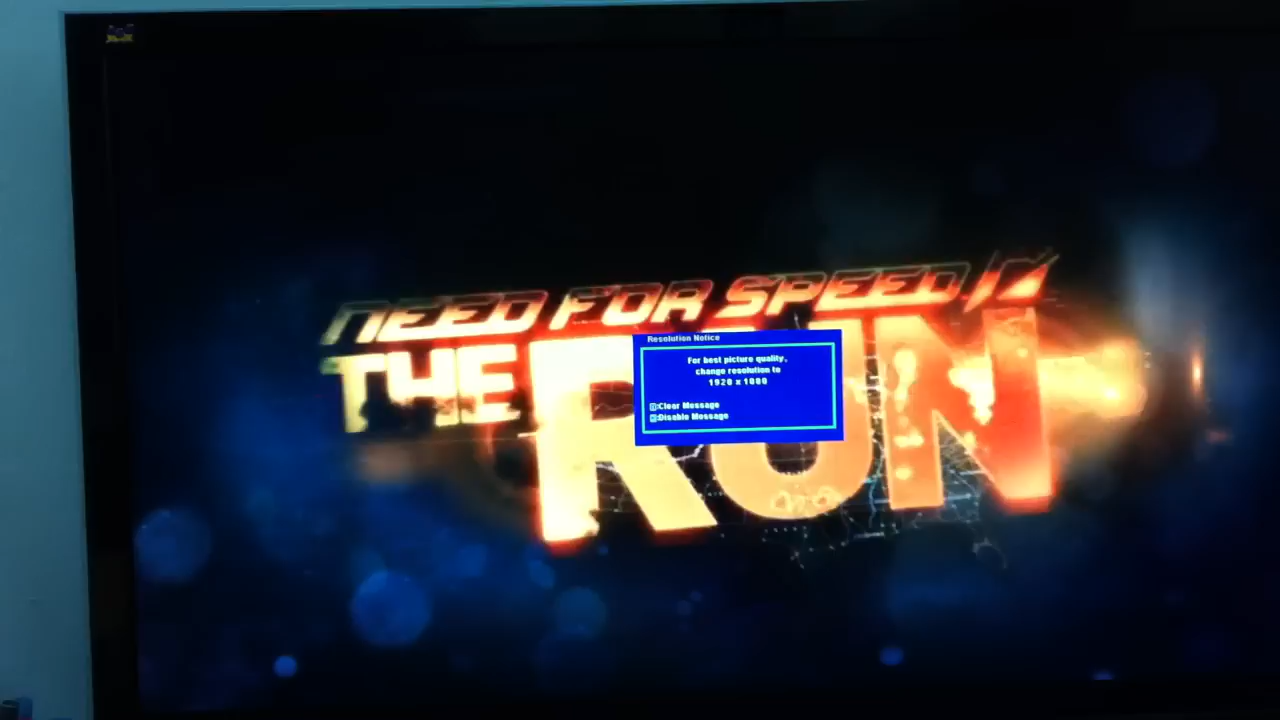 NEED FOR SPEED
THE RUN
Resolution Notice
For best picture quality,
change resolution to
1920 x 1080
:Clear Message
:Disable Message